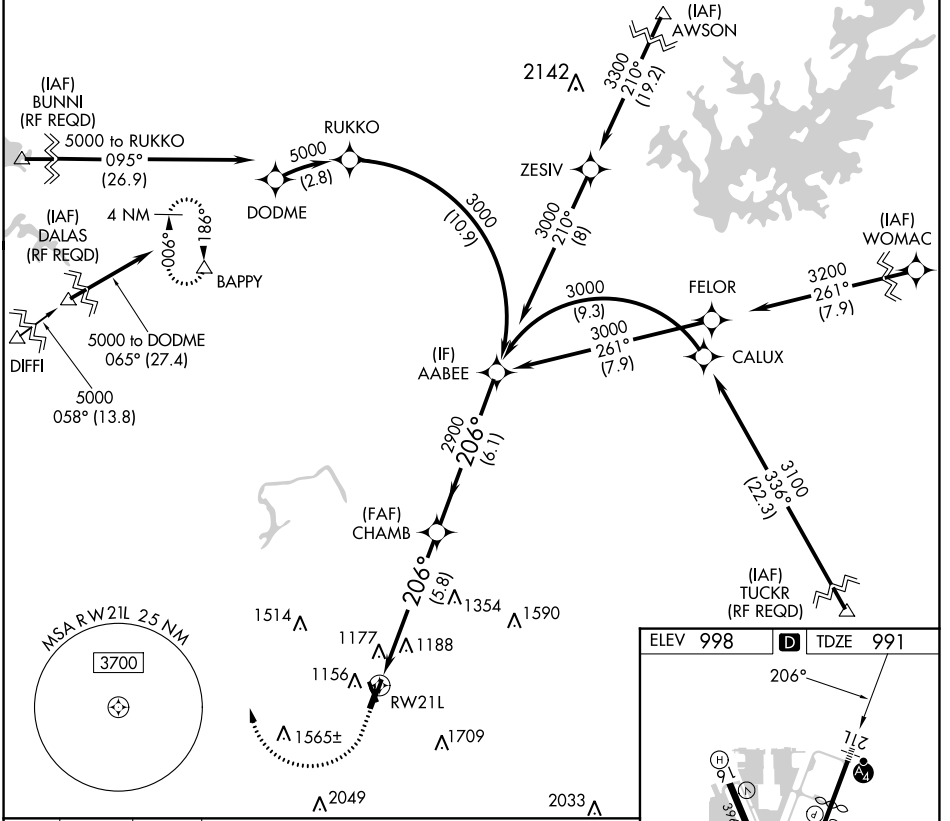 (IAF)
AWSON
3300
210°
(19.2)
2142
(IAF)
BUNNI
(RF REQD)
5000 to RUKKO
095°
(26.9)
RUKKO
5000
(2.8)
DODME
ZESIV
3000
(10.9)
3000
210°
(8)
(IAF)
DALAS
(RF REQD)
4 NM
006°
186°
BAPPY
(IAF)
WOMAC
3200
261°
(7.9)
FELOR
3000
(9.3)
3000
261°
(7.9)
CALUX
DIFFI
5000 to DODME
065° (27.4)
5000
058° (13.8)
(IF)
AABEE
2900
206°
(6.1)
3100
336°
(22.3)
(FAF)
CHAMB
206°
(5.8)
(IAF)
TUCKR
(RF REQD)
1514
1354
1590
1177
1188
1156
RW21L
1565±
1709
2049
2033
MSA RW21L 25 NM
3700
ELEV 998
D
TDZE 991
206°
21L
A4
H
N
P